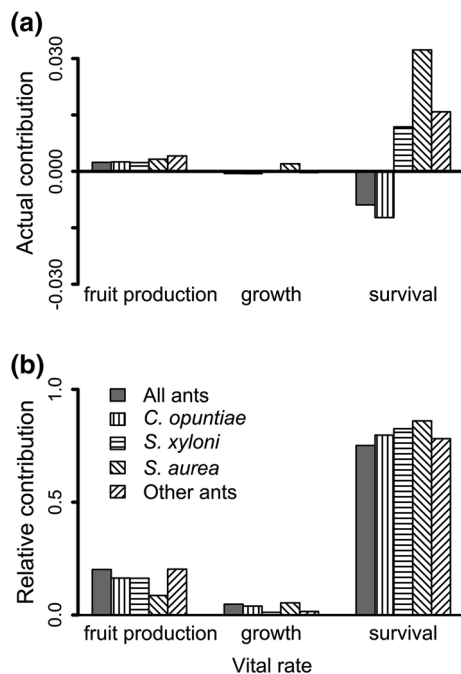 (a)
Actual contribution
0.030
0.000
-0.030
fruit production growth survival
(b)
Relative contribution
1.0
0.5
0.0
All ants
C. opuntiae
S. xyloni
S. aurea
Other ants
fruit production growth survival
Vital rate